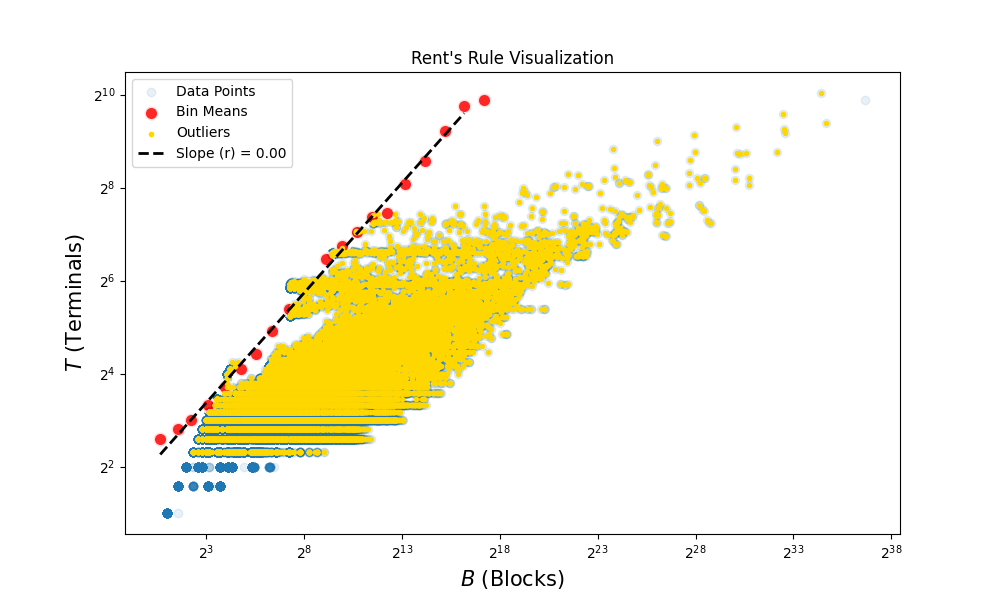 Rent's Rule Visualization
Data Points
Bin Means
Outliers
Slope (r) = 0.00
T (Terminals)
2^10
2^8
2^6
2^4
2^2
2^3 2^8 2^13 2^18 2^23 2^28 2^33 2^38
B (Blocks)